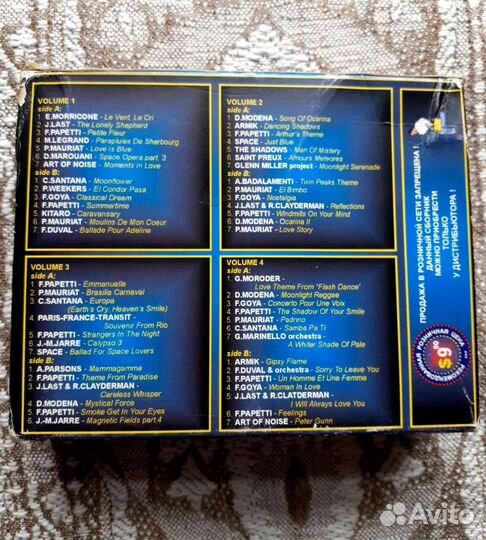 VOLUME 1
side A:
1. E.MORRICONE - Le Vent, Le Cri
2. J.LAST - The Lonely Shepherd
3. F.PAPETTI - Petite Fleur
4. M.LEGRAND - Parapluies De Sherbourg
5. P.MAURIAT - Love is Blue
6. D.MAROUANI - Space Opera part. 3
7. ART OF NOISE - Moments in Love
side B:
1. C.SANTANA - Moonflower
2. P.WEEKERS - El Condor Pasa
3. F.GOYA - Classical Dream
4. F.PAPETTI - Summertime
5. KITARO - Caravansary
6. P.MAURIAT - Moulins De Mon Coeur
7. F.DUVAL - Ballade Pour Adeline
VOLUME 2
side A:
1. D.MODENA - Song Of Ocarina
2. ARMIK - Dancing Shadows
3. F.PAPETTI - Arthur's Theme
4. SPACE - Just Blue
5. THE SHADOWS - Man Of Mistery
6. SAINT PREUX - Amours Meteores
7. GLENN MILLER project - Moonlight Serenade
side B:
1. A.BADALAMENTI - Twin Peaks Theme
2. P.MAURIAT - El Bimbo
3. F.GOYA - Nostalgia
4. J.LAST & R.CLAYDERMAN - Reflections
5. F.PAPETTI - Windmills On Your Mind
6. D.MODENA - Ocarina II
7. P.MAURIAT - Love Story
VOLUME 3
side A:
1. F.PAPETTI - Emmanuelle
2. P.MAURIAT - Brasilia Carnaval
3. C.SANTANA - Europa
(Earth's Cry, Heaven's Smile)
4. PARIS-FRANCE-TRANSIT -
Souvenir From Rio
5. F.PAPETTI - Strangers In The Night
6. J.-M.JARRE - Calypso 3
7. SPACE - Ballad For Space Lovers
side B:
1. A.PARSONS - Mammagamma
2. F.PAPETTI - Theme From Paradise
3. J.LAST & R.CLAYDERMAN -
Careless Whisper
4. D.MODENA - Mystical Force
5. F.PAPETTI - Smoke Get In Your Eyes
6. J.-M.JARRE - Magnetic Fields part.4
VOLUME 4
side A:
1. G.MORODER -
Love Theme From "Flash Dance"
2. D.MODENA - Moonlight Reggae
3. F.GOYA - Concerto Pour Une Voix
4. F.PAPETTI - The Shadow Of Your Smile
5. P.MAURIAT - Padrino
6. C.SANTANA - Samba Pa Ti
7. G.MARINELLO orchestra -
A Whiter Shade Of Pale
side B:
1. ARMIK - Gipsy Flame
2. F.DUVAL & orchestra - Sorry To Leave You
3. F.PAPETTI - Un Homme Et Une Femme
4. F.GOYA - Woman In Love
5. J.LAST & R.CLAYDERMAN -
I Will Always Love You
6. F.PAPETTI - Feelings
7. ART OF NOISE - Peter Gunn
ПРОДАЖА В РОЗНИЧНОЙ СЕТИ ЗАПРЕЩЕНА !
ДАННЫЙ СБОРНИК
МОЖНО ПРИОБРЕСТИ
ТОЛЬКО
У ДИСТРИБЬЮТОРА !
РОЗНИЧНАЯ
$9.00
Avito